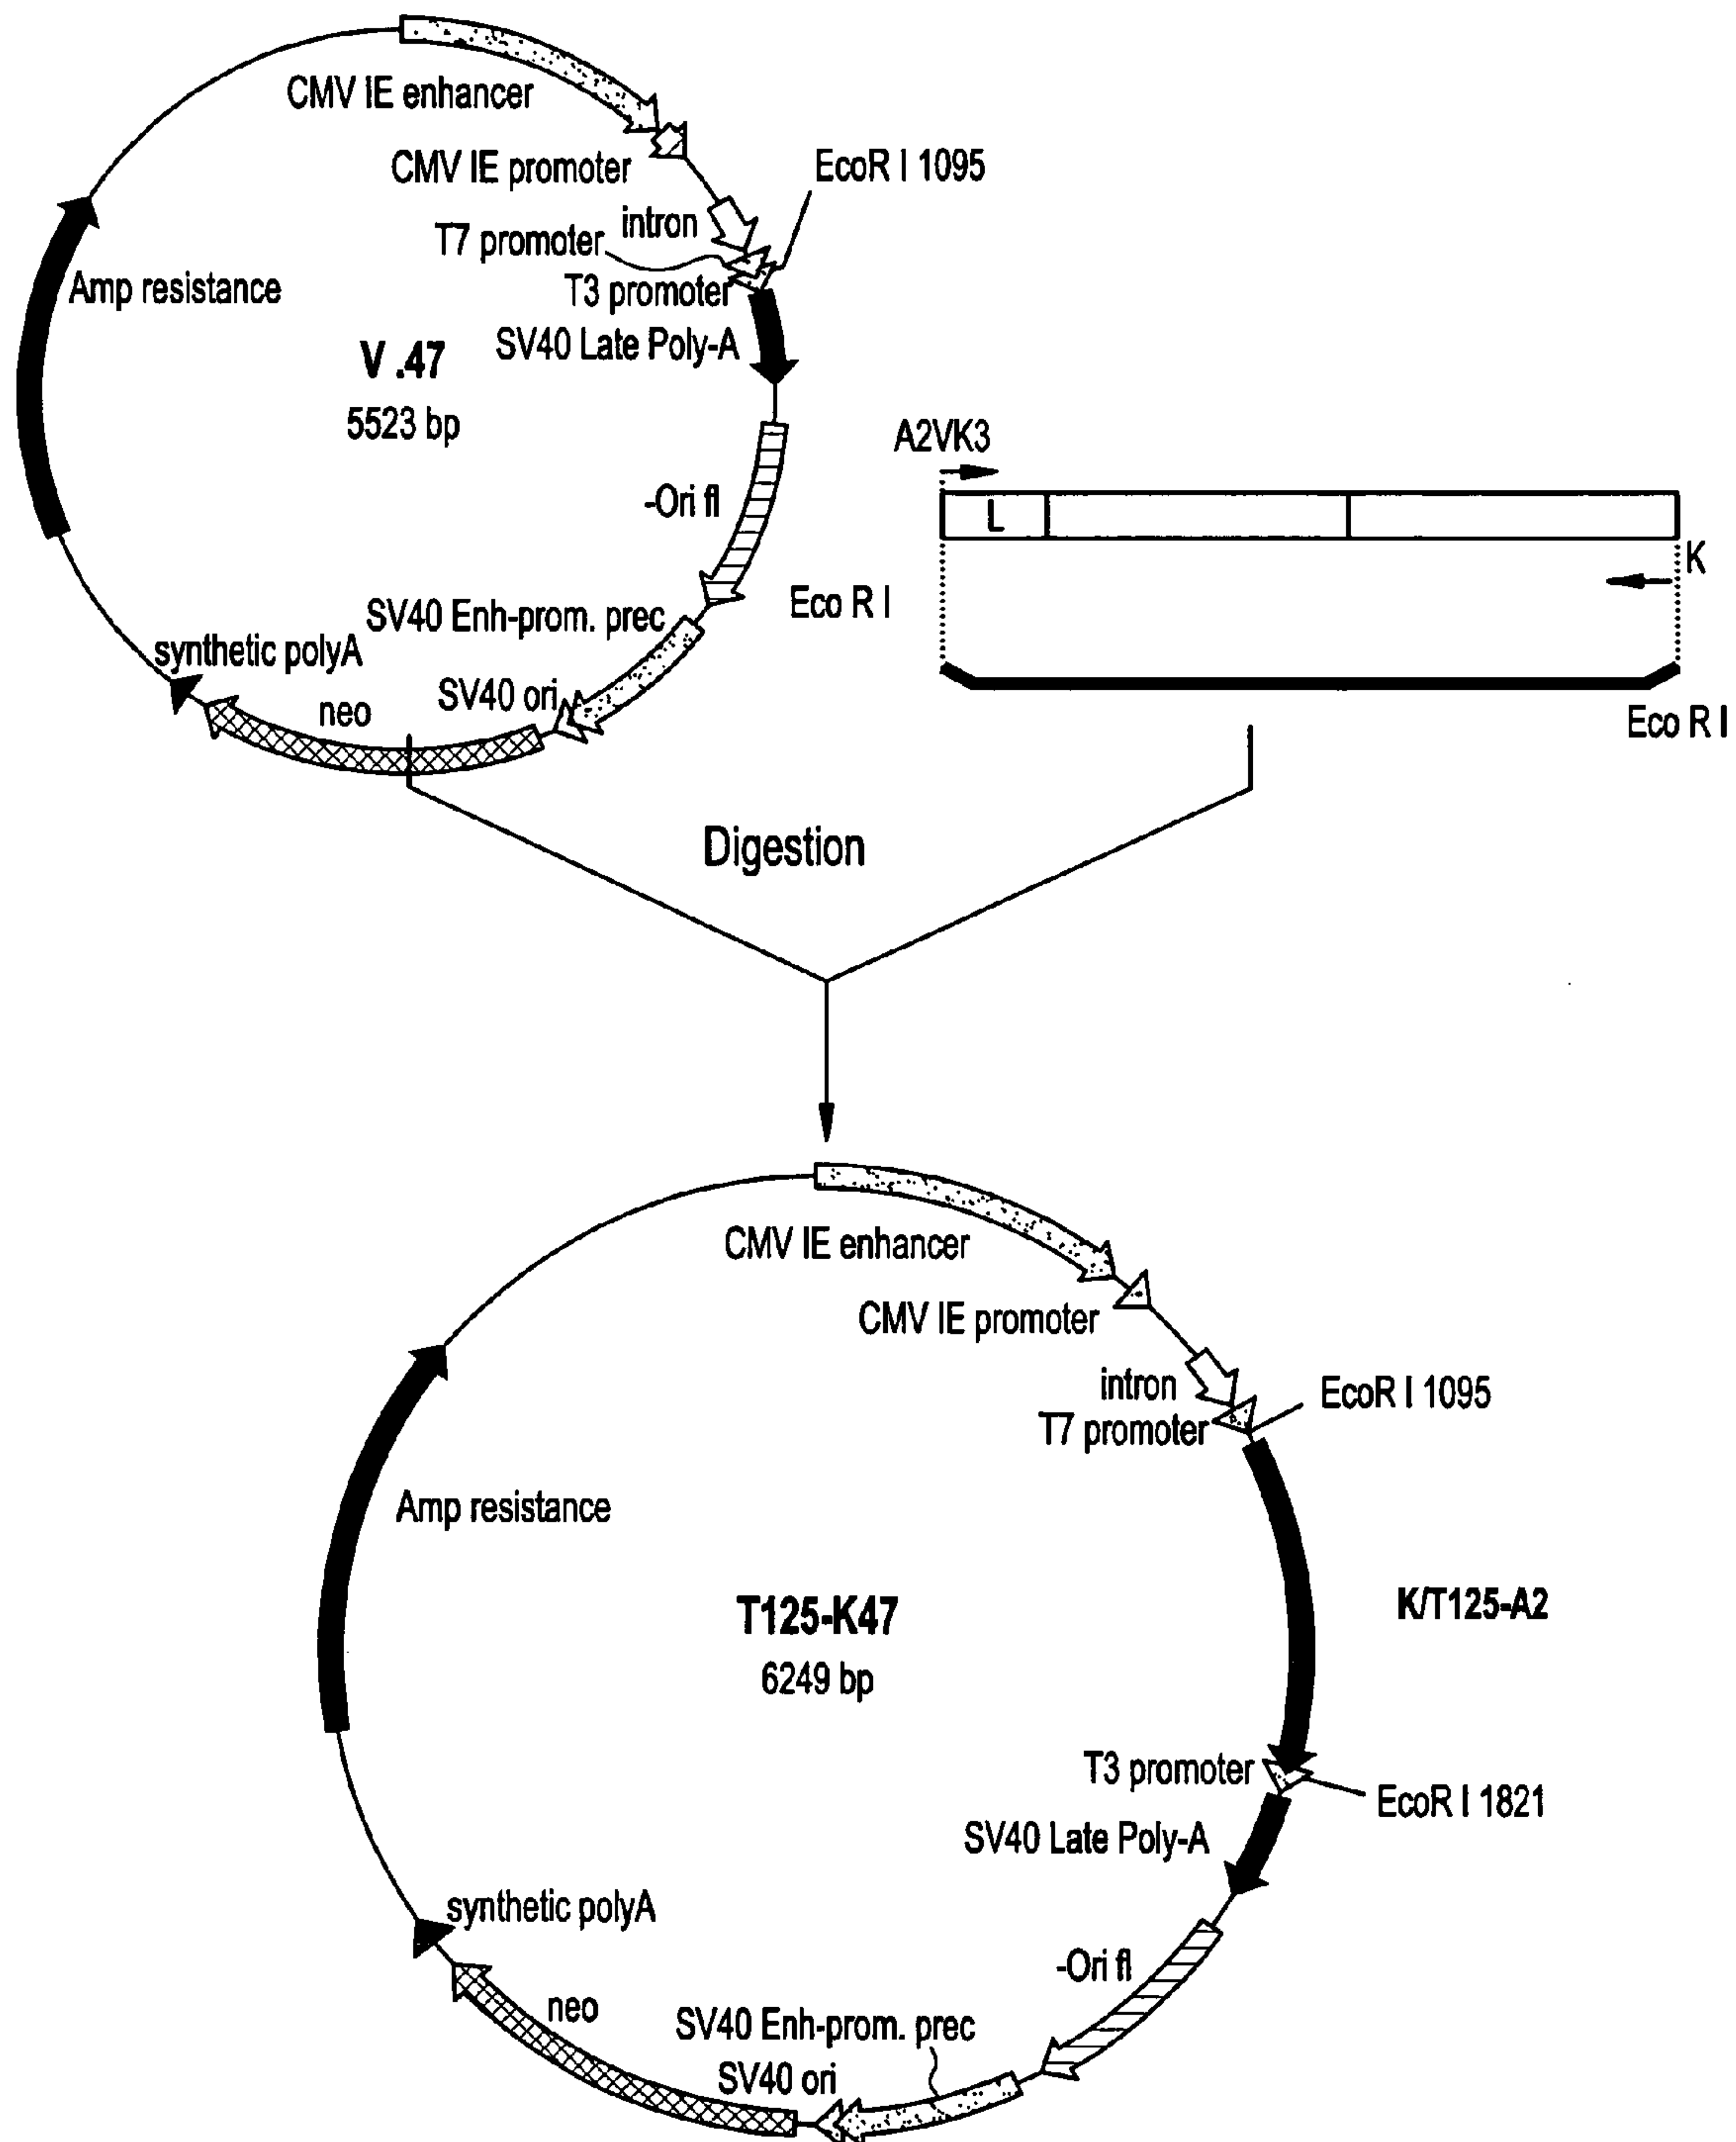 CMV IE enhancer
CMV IE promoter
EcoR I 1095
intron
T7 promoter
T3 promoter
Amp resistance
SV40 Late Poly-A
V .47
5523 bp
A2VK3
L
-Ori fl
K
Eco R I
SV40 Enh-prom. prec
synthetic polyA
SV40 ori
neo
Eco R I
Digestion
CMV IE enhancer
CMV IE promoter
intron
EcoR I 1095
T7 promoter
Amp resistance
T125-K47
6249 bp
K/T125-A2
T3 promoter
EcoR I 1821
SV40 Late Poly-A
synthetic polyA
-Ori fl
neo
SV40 Enh-prom. prec
SV40 ori